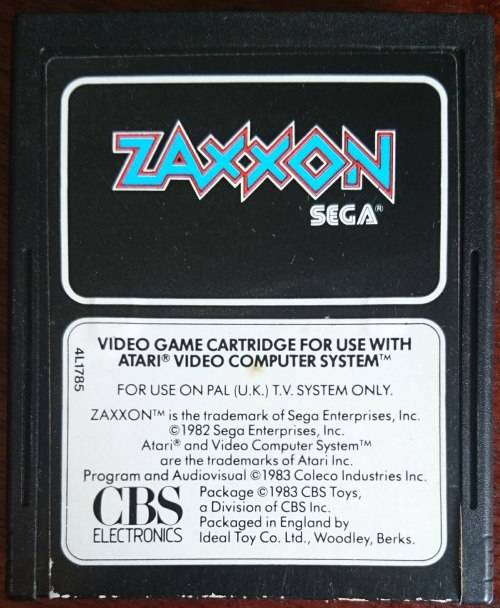 ZAXXON
SEGA®
4L1785
VIDEO GAME CARTRIDGE FOR USE WITH
ATARI® VIDEO COMPUTER SYSTEM™
FOR USE ON PAL (U.K.) T.V. SYSTEM ONLY.
ZAXXON™ is the trademark of Sega Enterprises, Inc.
©1982 Sega Enterprises, Inc.
Atari® and Video Computer System™
are the trademarks of Atari Inc.
Program and Audiovisual ©1983 Coleco Industries Inc.
CBS
ELECTRONICS
Package ©1983 CBS Toys,
a Division of CBS Inc.
Packaged in England by
Ideal Toy Co. Ltd., Woodley, Berks.